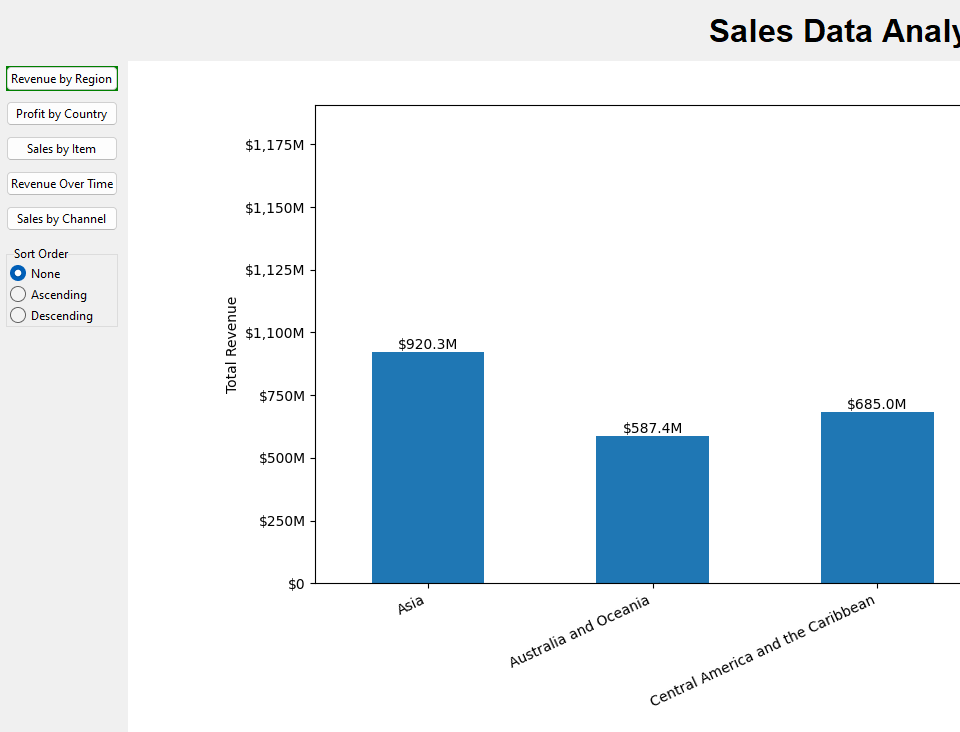 Sales Data Analy
Revenue by Region
Profit by Country
Sales by Item
Revenue Over Time
Sales by Channel
Sort Order
None
Ascending
Descending
Total Revenue
$1,175M
$1,150M
$1,125M
$1,100M
$750M
$500M
$250M
$0
$920.3M
$587.4M
$685.0M
Asia
Australia and Oceania
Central America and the Caribbean